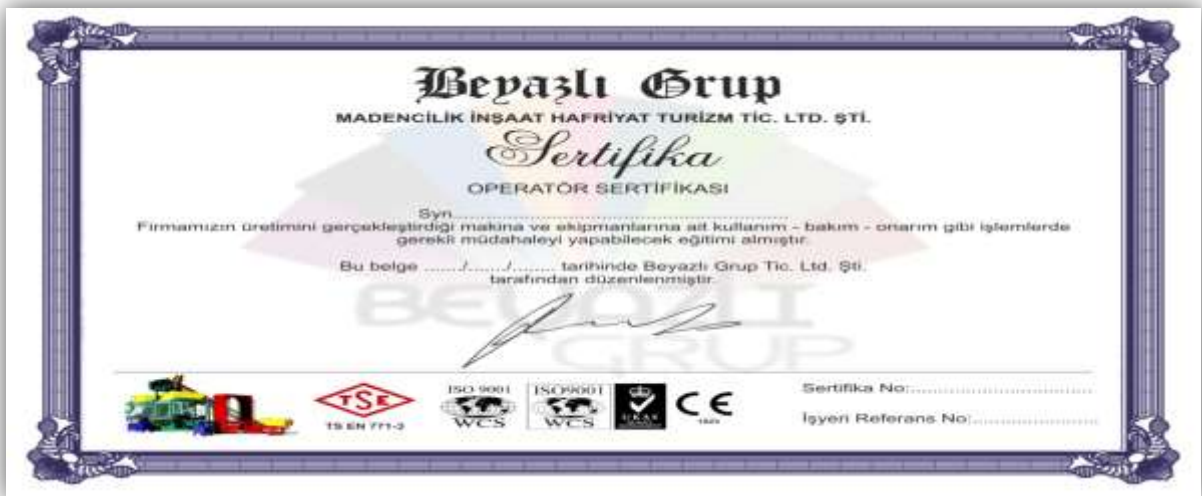 Beyazlı Grup
MADENCİLİK İNŞAAT HAFRİYAT TURİZM TİC. LTD. ŞTİ.
Sertifika
OPERATÖR SERTİFİKASI
Syn........................................................
Firmamızın üretimini gerçekleştirdiği makina ve ekipmanlarına ait kullanım - bakım - onarım gibi işlemlerde
gerekli müdahaleyi yapabilecek eğitimi almıştır.
Bu belge ......./......./........ tarihinde Beyazlı Grup Tic. Ltd. Şti.
tarafından düzenlenmiştir.
BEYAZLI
GRUP
TSE
TS EN 771-3
ISO 9001
WCS
ISO9001
WCS
UKAS
CE
Sertifika No:................................
İşyeri Referans No:......................